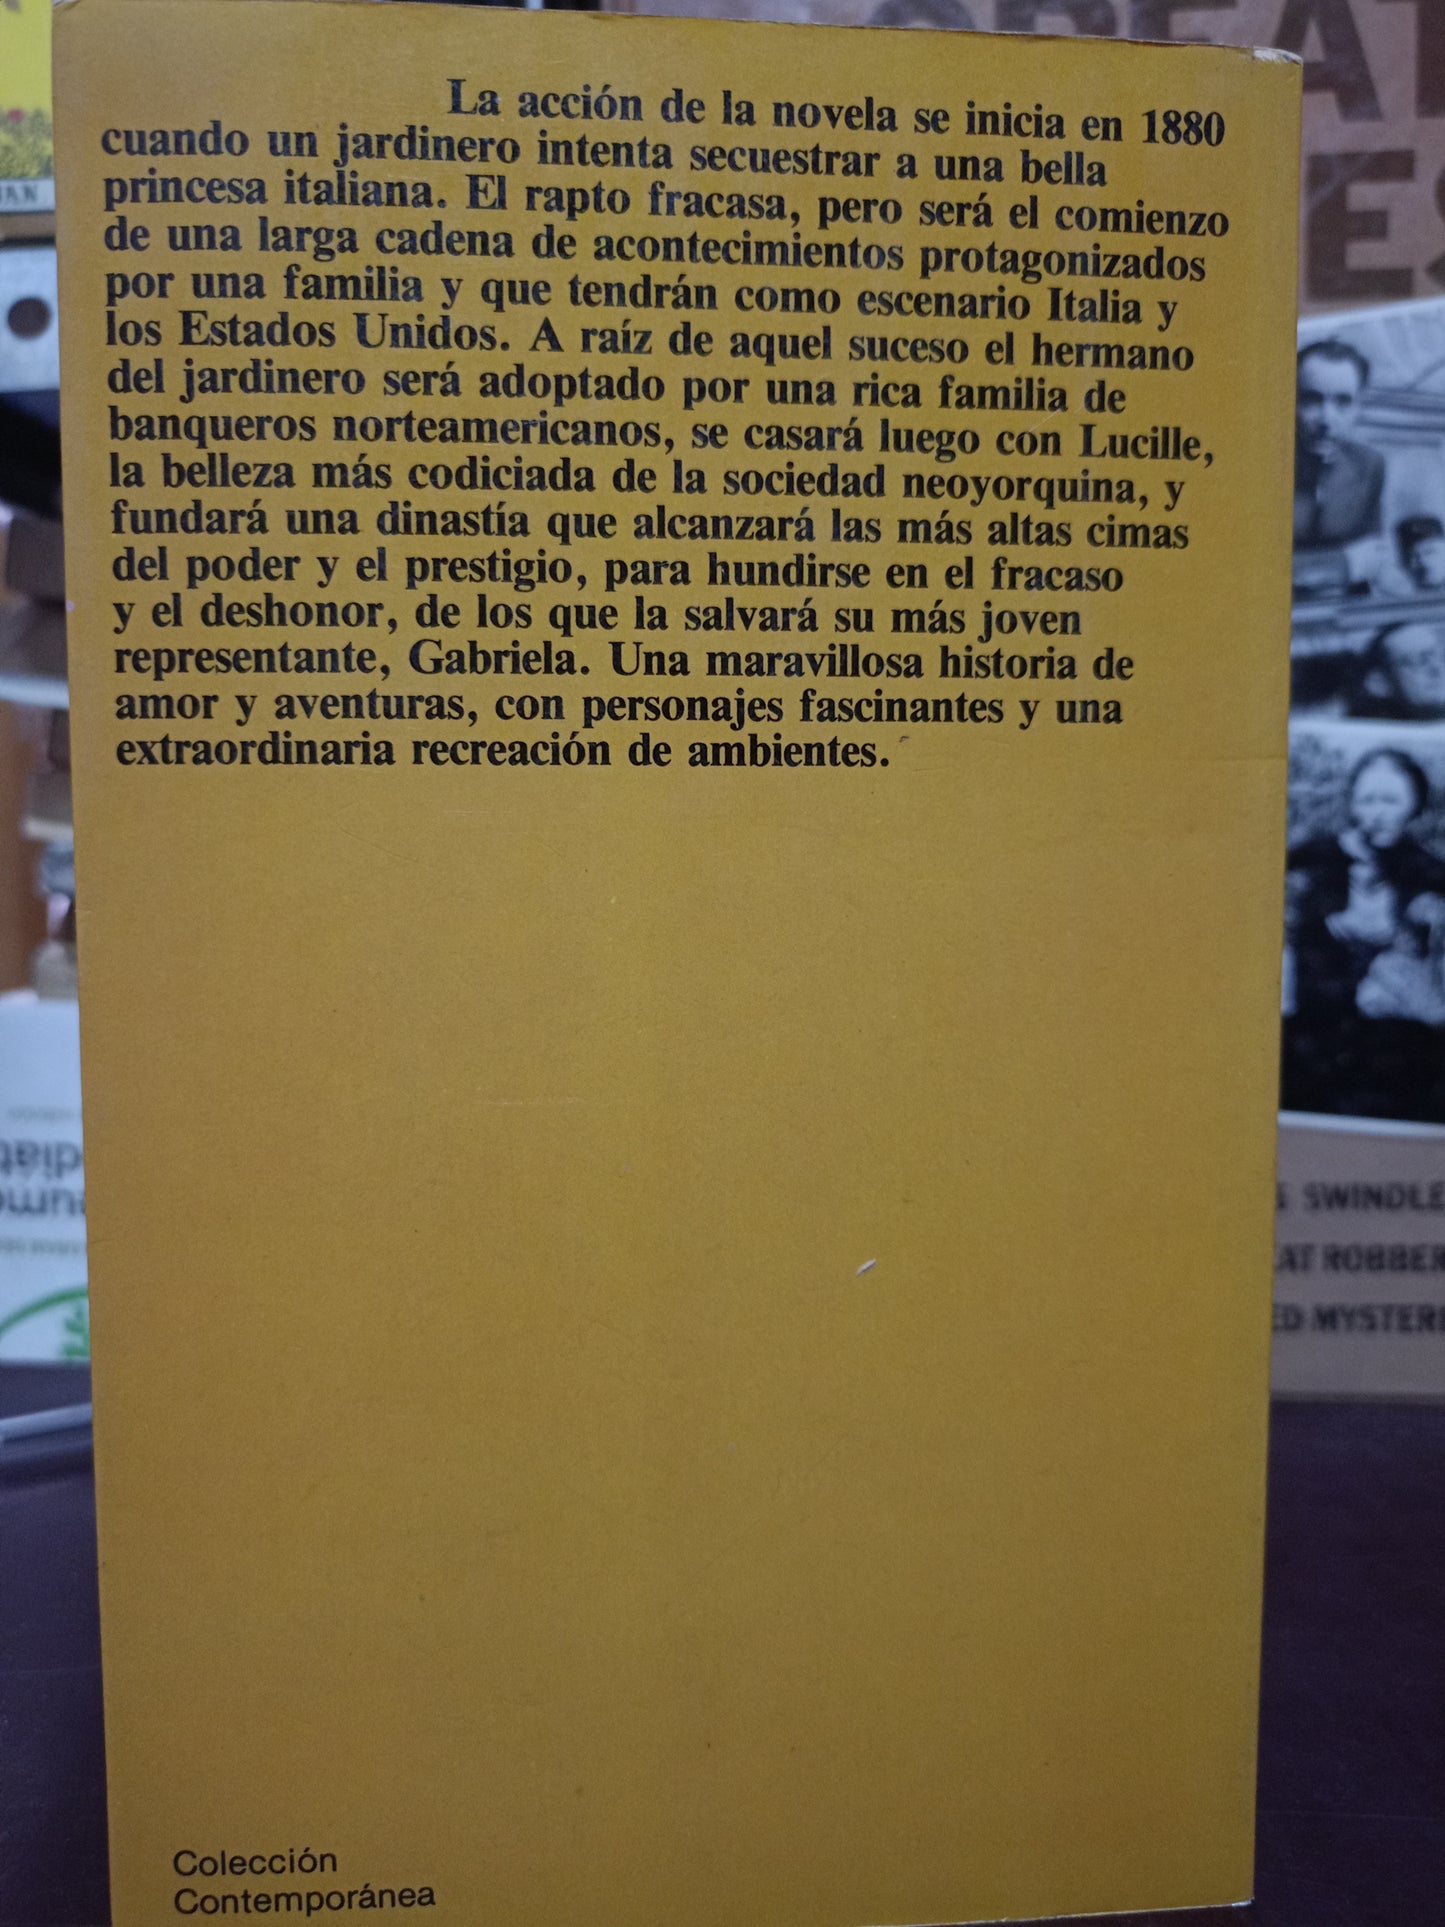 La acción de la novela se inicia en 1880
cuando un jardinero intenta secuestrar a una bella
princesa italiana. El rapto fracasa, pero será el comienzo
de una larga cadena de acontecimientos protagonizados
por una familia y que tendrán como escenario Italia y
los Estados Unidos. A raíz de aquel suceso el hermano
del jardinero será adoptado por una rica familia de
banqueros norteamericanos, se casará luego con Lucille,
la belleza más codiciada de la sociedad neoyorquina, y
fundará una dinastía que alcanzará las más altas cimas
del poder y el prestigio, para hundirse en el fracaso
y el deshonor, de los que la salvará su más joven
representante, Gabriela. Una maravillosa historia de
amor y aventuras, con personajes fascinantes y una
extraordinaria recreación de ambientes.
Colección
Contemporánea
SWINDLE
AT ROBBER
ED MYSTER